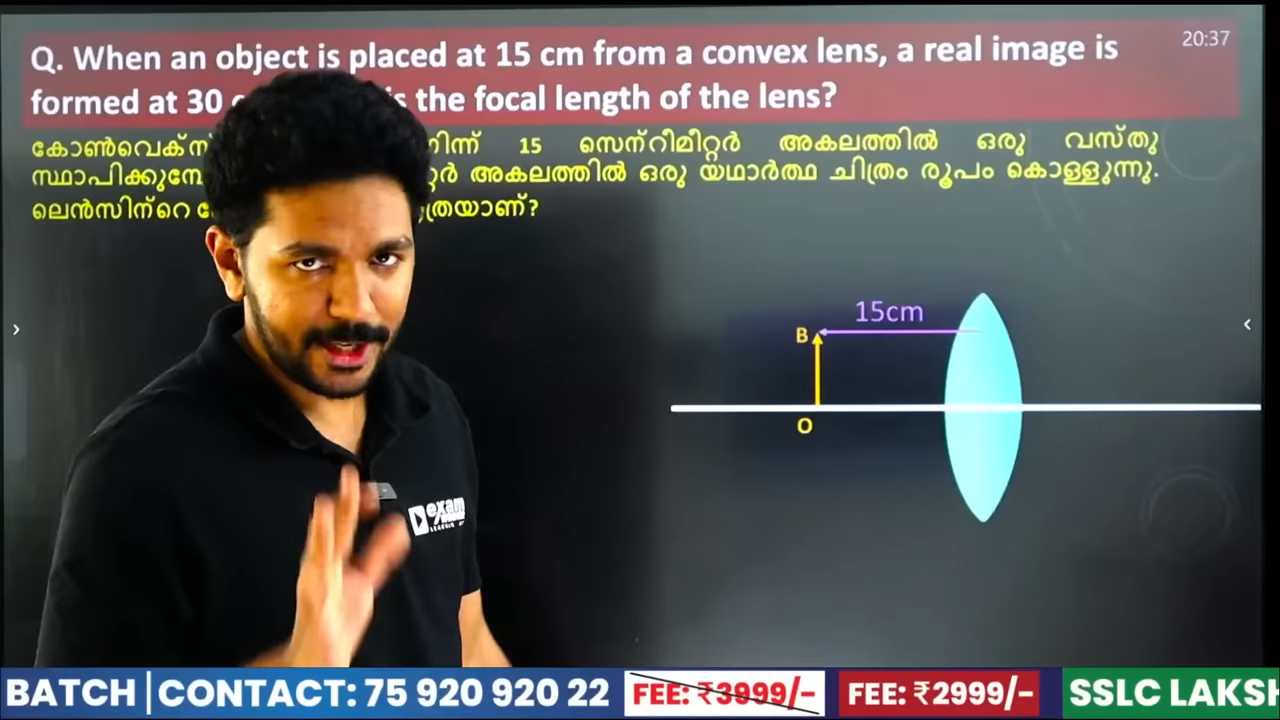 Q. When an object is placed at 15 cm from a convex lens, a real image is
20:37
formed at 30 is the focal length of the lens?
15 സെന്റീമീറ്റർ അകലത്തിൽ ഒരു വസ്തു
അകലത്തിൽ ഒരു യഥാർത്ഥ ചിത്രം രൂപം കൊള്ളുന്നു.
ലെൻസിന്റെ
15cm
B
O
exam
BATCH | CONTACT: 75 920 920 22 FEE: ₹3999/- FEE: ₹2999/- SSLC LAKSH